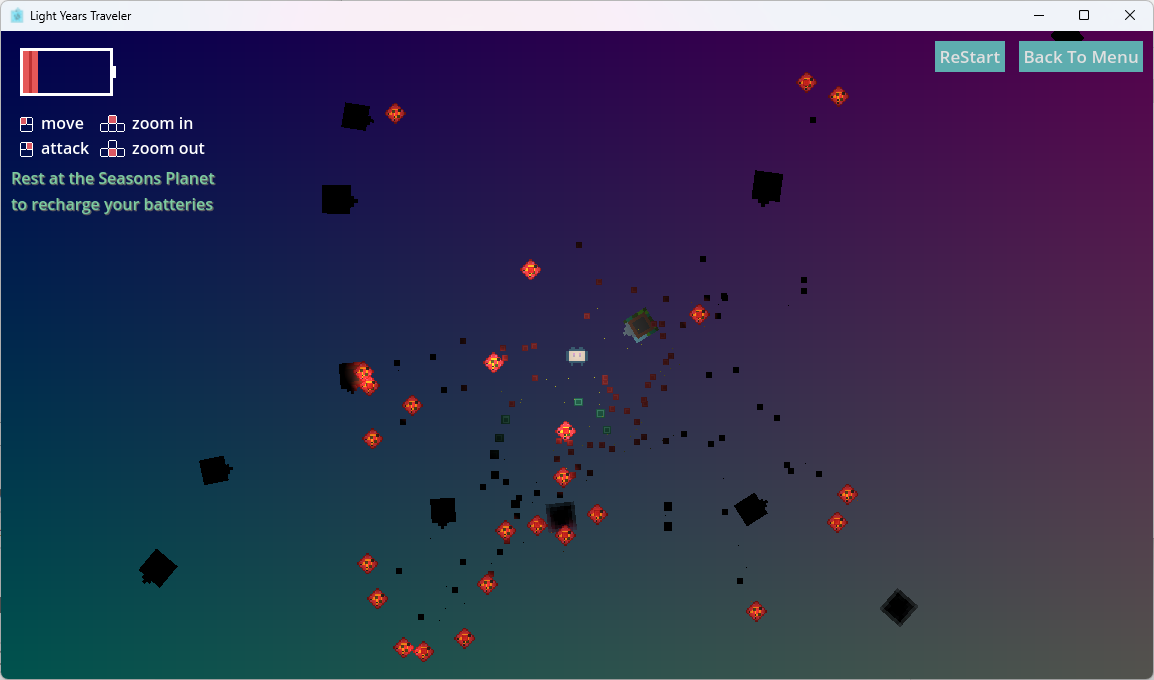 Light Years Traveler
ReStart
Back To Menu
move
zoom in
attack
zoom out
Rest at the Seasons Planet
to recharge your batteries